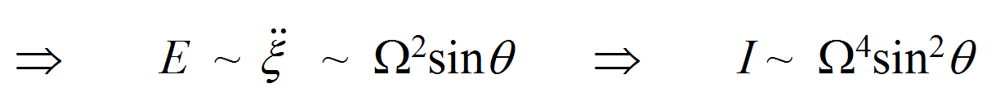 ⇒ E ~ ξ̈ ~ Ω²sinθ ⇒ I ~ Ω⁴sin²θ